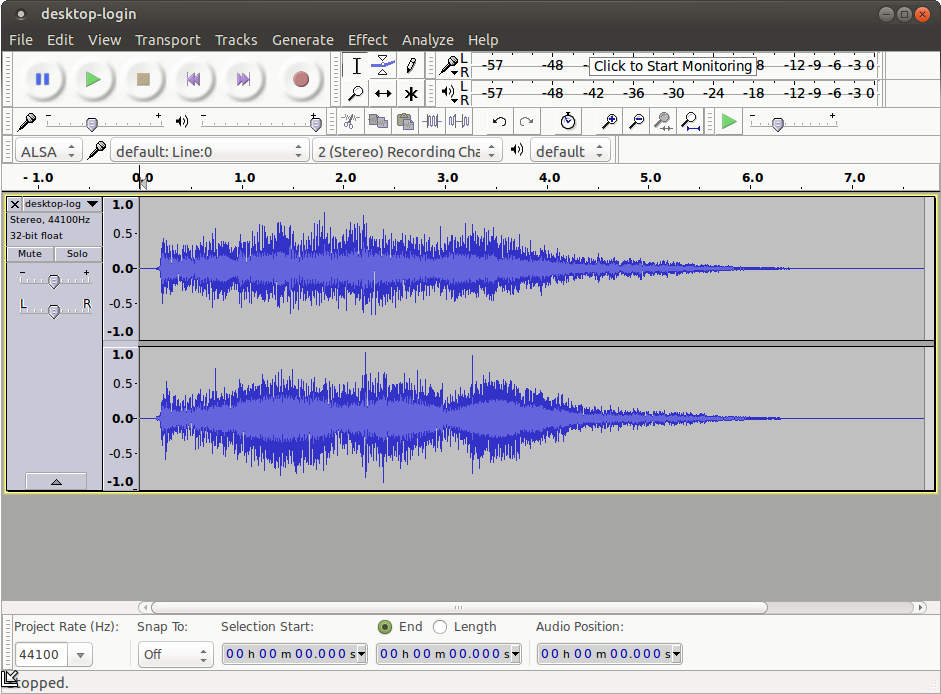 desktop-login
File Edit View Transport Tracks Generate Effect Analyze Help
L
R
-57 -48 - Click to Start Monitoring 8 -12 -9 -6 -3 0
L
R
-57 -48 -42 -36 -30 -24 -18 -12 -9 -6 -3 0
- + - +
- +
ALSA default: Line:0 2 (Stereo) Recording Cha default
- 1.0 0.0 1.0 2.0 3.0 4.0 5.0 6.0 7.0
desktop-log
Stereo, 44100Hz
32-bit float
Mute Solo
- +
L R
1.0
0.5-
0.0-
-0.5-
-1.0
1.0
0.5-
0.0-
-0.5-
-1.0
Project Rate (Hz): Snap To: Selection Start: End Length Audio Position:
44100 Off 00 h 00 m 00.000 s 00 h 00 m 00.000 s 00 h 00 m 00.000 s
topped.